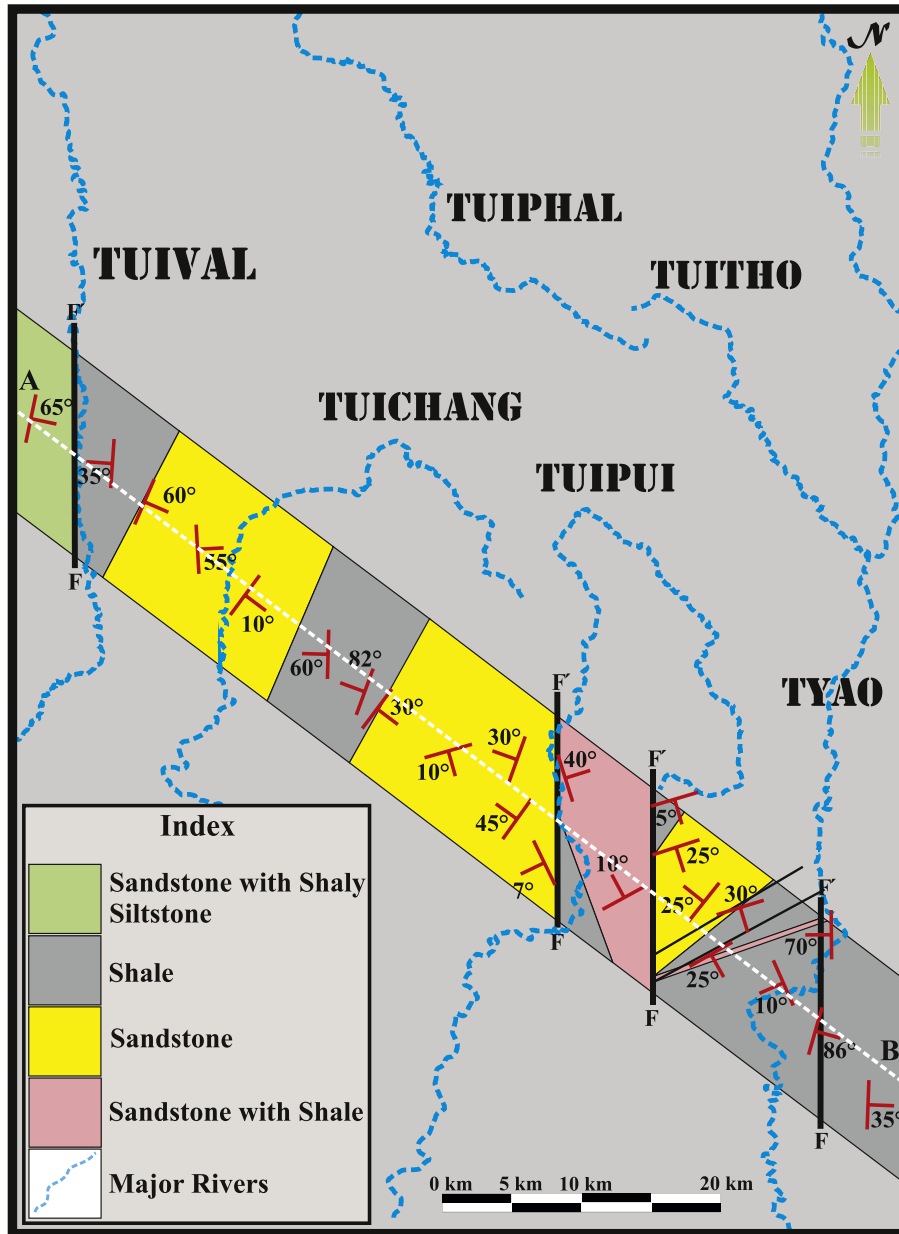 N
TUIPHAL
TUIVAL
TUITHO
F´
A
65°
TUICHANG
35°
60°
TUIPUI
55°
F
10°
60°
82°
30°
TYAO
F´
30°
10°
40°
F´
45°
5°
25°
7°
10°
25°
30°
F´
F
70°
25°
10°
F
86°
B
35°
F
Index
Sandstone with Shaly
Siltstone
Shale
Sandstone
Sandstone with Shale
Major Rivers
0 km 5 km 10 km 20 km